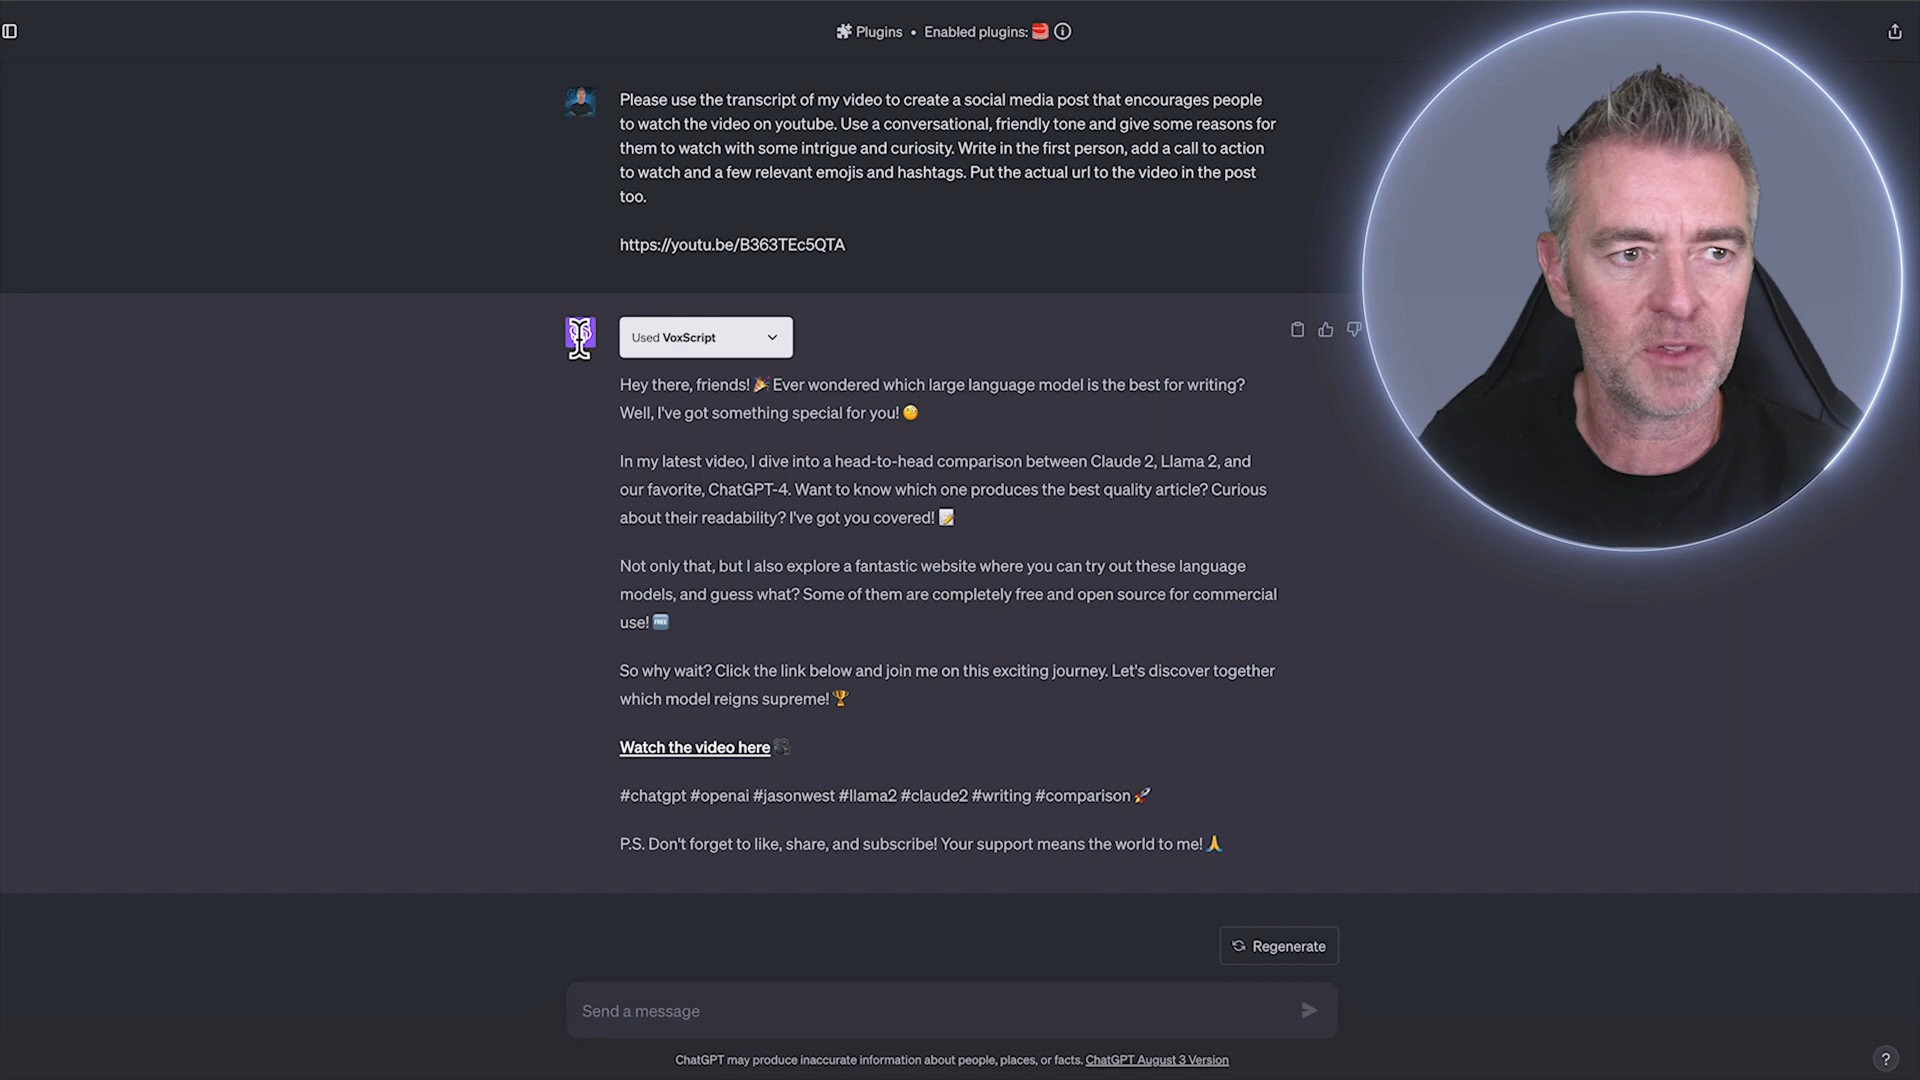 Plugins • Enabled plugins:
Please use the transcript of my video to create a social media post that encourages people
to watch the video on youtube. Use a conversational, friendly tone and give some reasons for
them to watch with some intrigue and curiosity. Write in the first person, add a call to action
to watch and a few relevant emojis and hashtags. Put the actual url to the video in the post
too.
https://youtu.be/B363TEc5QTA
Used VoxScript
Hey there, friends! 🎉 Ever wondered which large language model is the best for writing?
Well, I've got something special for you! 🧐
In my latest video, I dive into a head-to-head comparison between Claude 2, Llama 2, and
our favorite, ChatGPT-4. Want to know which one produces the best quality article? Curious
about their readability? I've got you covered! 📝
Not only that, but I also explore a fantastic website where you can try out these language
models, and guess what? Some of them are completely free and open source for commercial
use! 🆓
So why wait? Click the link below and join me on this exciting journey. Let's discover together
which model reigns supreme! 🏆
Watch the video here 🎥
#chatgpt #openai #jasonwest #llama2 #claude2 #writing #comparison 🚀
P.S. Don't forget to like, share, and subscribe! Your support means the world to me! 🙏
Regenerate
Send a message
ChatGPT may produce inaccurate information about people, places, or facts. ChatGPT August 3 Version
?